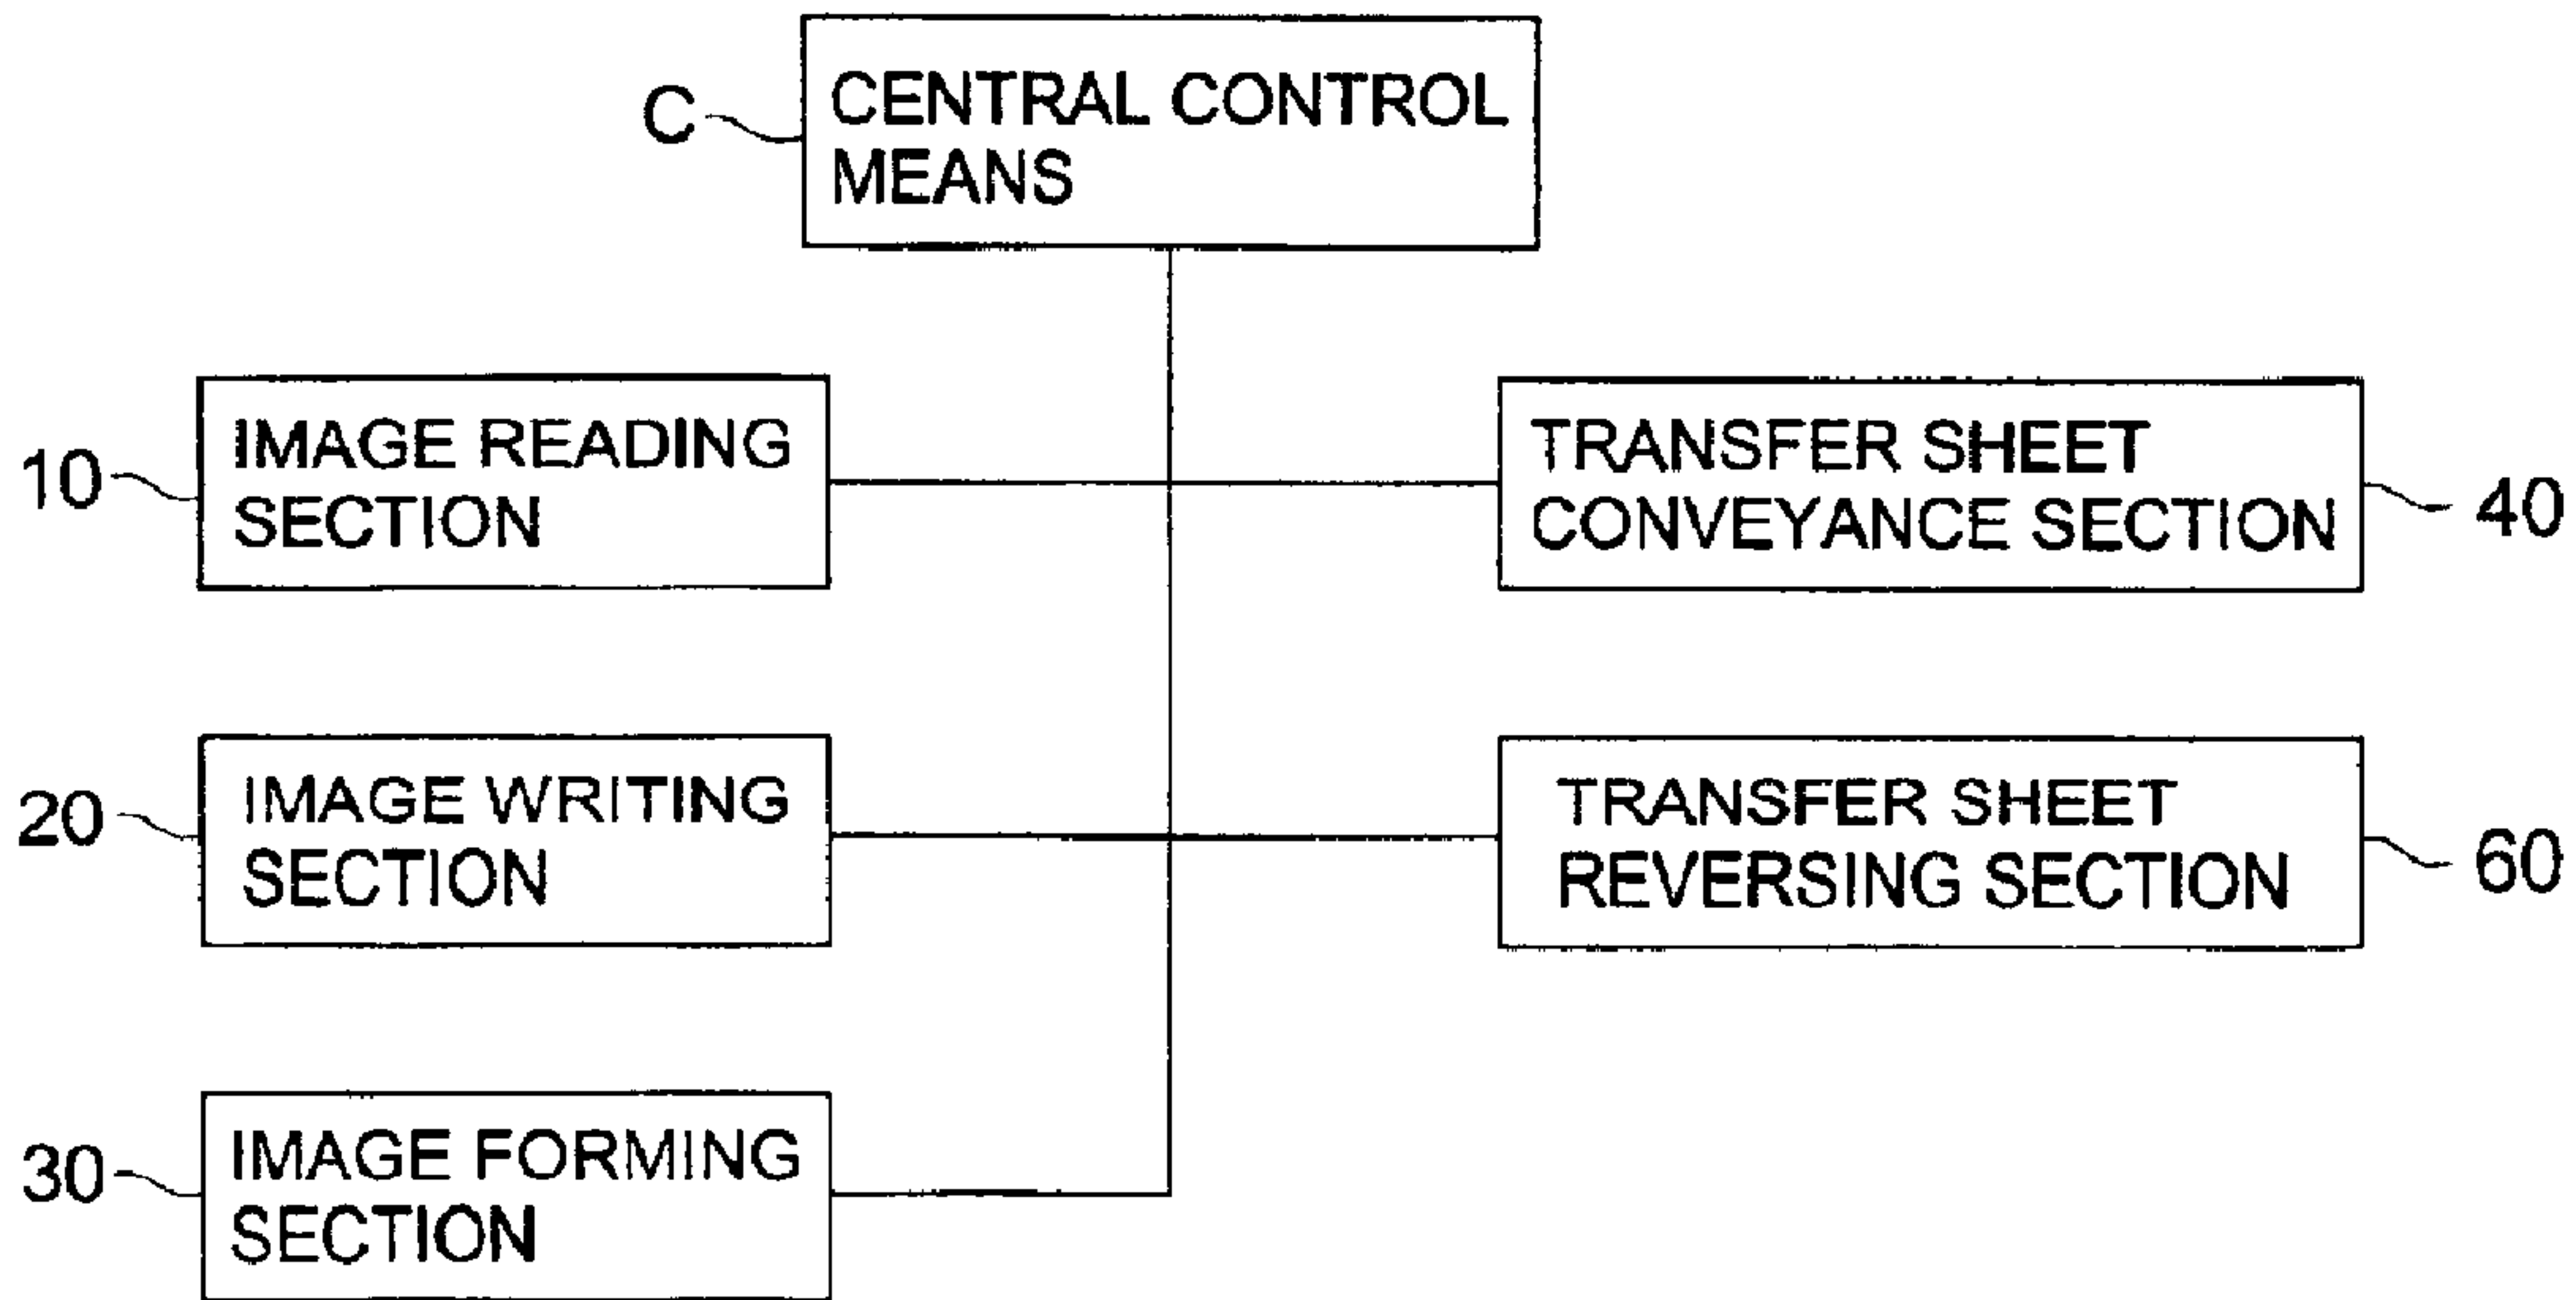 C
CENTRAL CONTROL
MEANS
10
IMAGE READING
SECTION
TRANSFER SHEET
CONVEYANCE SECTION
40
20
IMAGE WRITING
SECTION
TRANSFER SHEET
REVERSING SECTION
60
30
IMAGE FORMING
SECTION